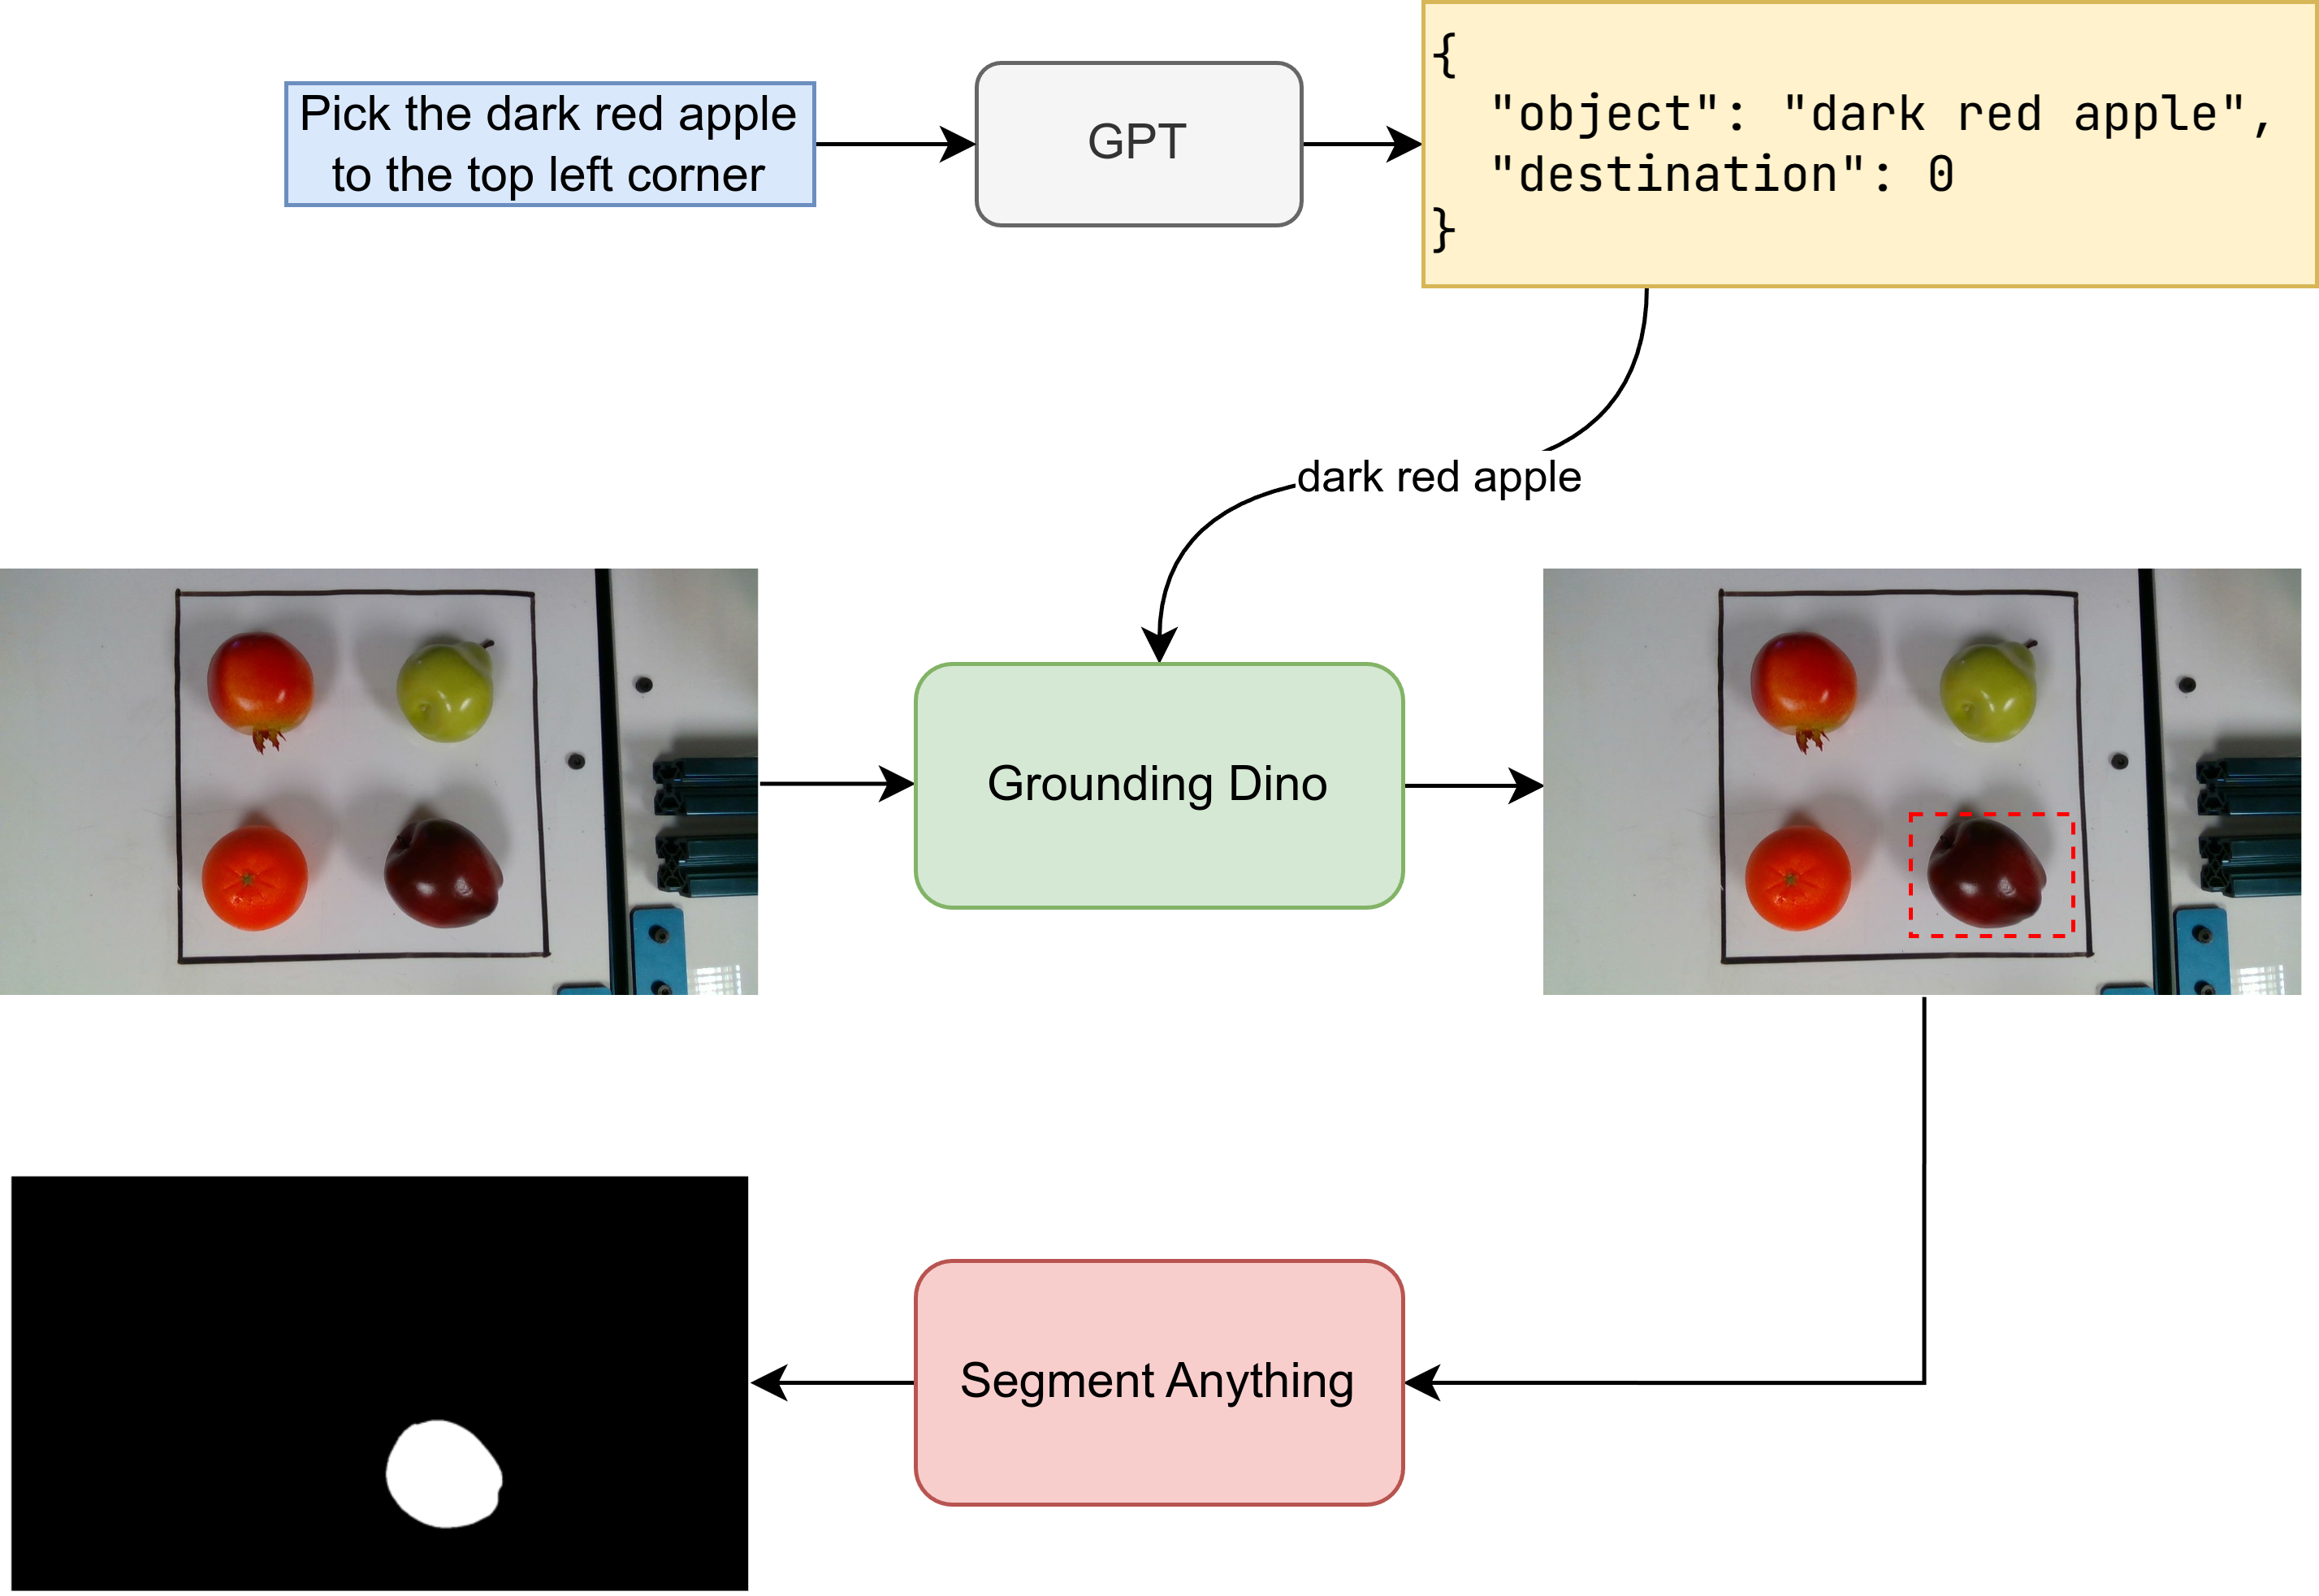 Pick the dark red apple
to the top left corner
GPT
{
"object": "dark red apple",
"destination": 0
}
dark red apple
Grounding Dino
Segment Anything